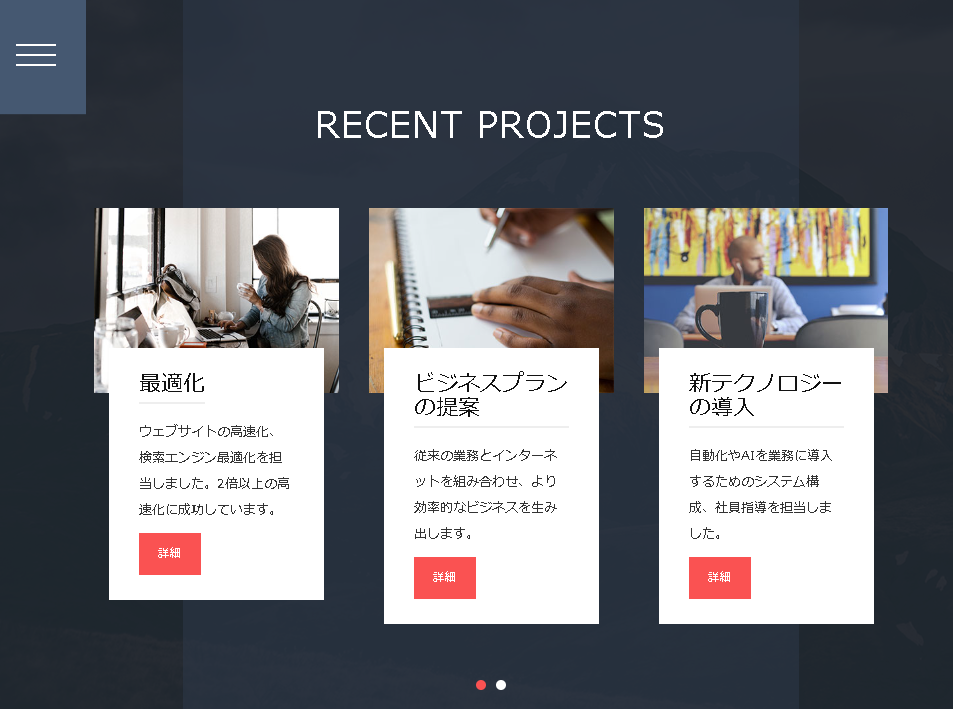 RECENT PROJECTS
最適化
ウェブサイトの高速化、
検索エンジン最適化を担
当しました。2倍以上の高
速化に成功しています。
詳細
ビジネスプラン
の提案
従来の業務とインターネ
ットを組み合わせ、より
効率的なビジネスを生み
出します。
詳細
新テクノロジー
の導入
自動化やAIを業務に導入
するためのシステム構
成、社員指導を担当しま
した。
詳細